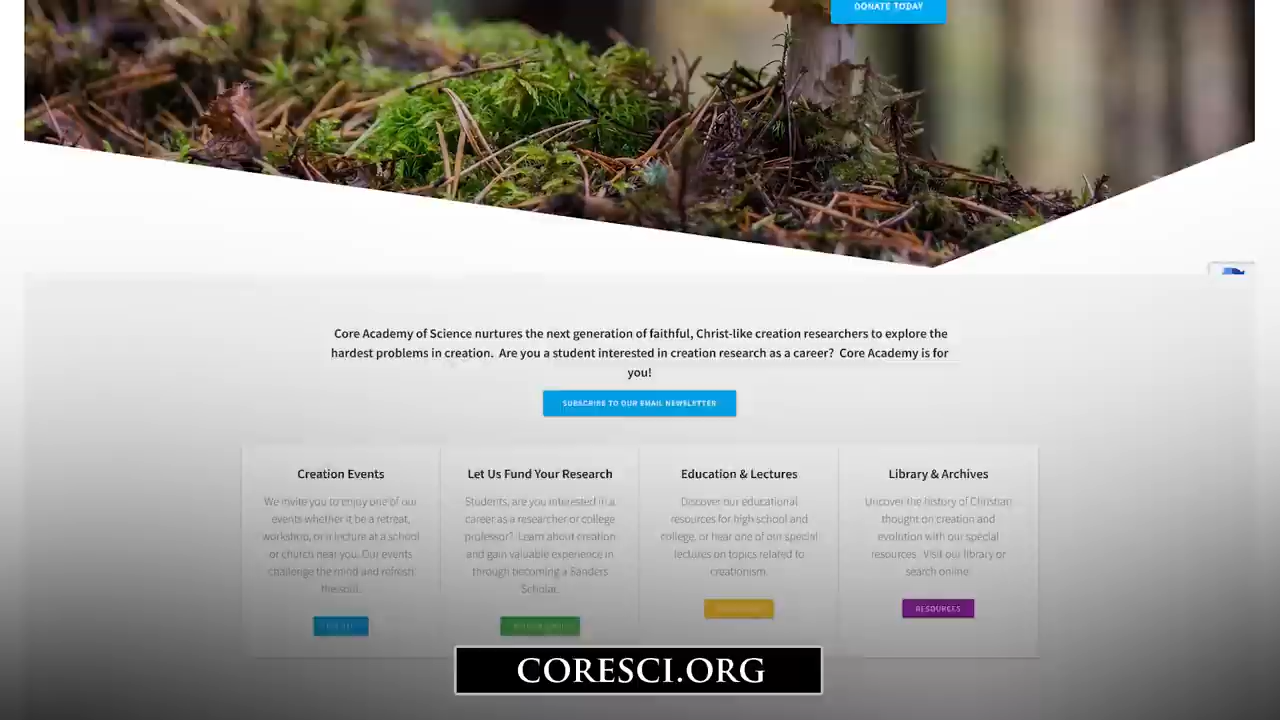 DONATE TODAY
Core Academy of Science nurtures the next generation of faithful, Christ-like creation researchers to explore the
hardest problems in creation. Are you a student interested in creation research as a career? Core Academy is for
you!
SUBSCRIBE TO OUR EMAIL NEWSLETTER
Creation Events
We invite you to enjoy one of our
events whether it be a retreat,
workshop, or a lecture at a school
or church near you. Our events
challenge the mind and refresh
the soul.
Let Us Fund Your Research
Students, are you interested in a
career as a researcher or college
professor? Learn about creation
and gain valuable experience in
through becoming a Sanders
Scholar.
Education & Lectures
Discover our educational
resources for high school and
college, or hear one of our special
lectures on topics related to
creationism.
Library & Archives
Uncover the history of Christian
thought on creation and
evolution with our special
resources. Visit our library or
search online.
RESOURCES
CORESCI.ORG